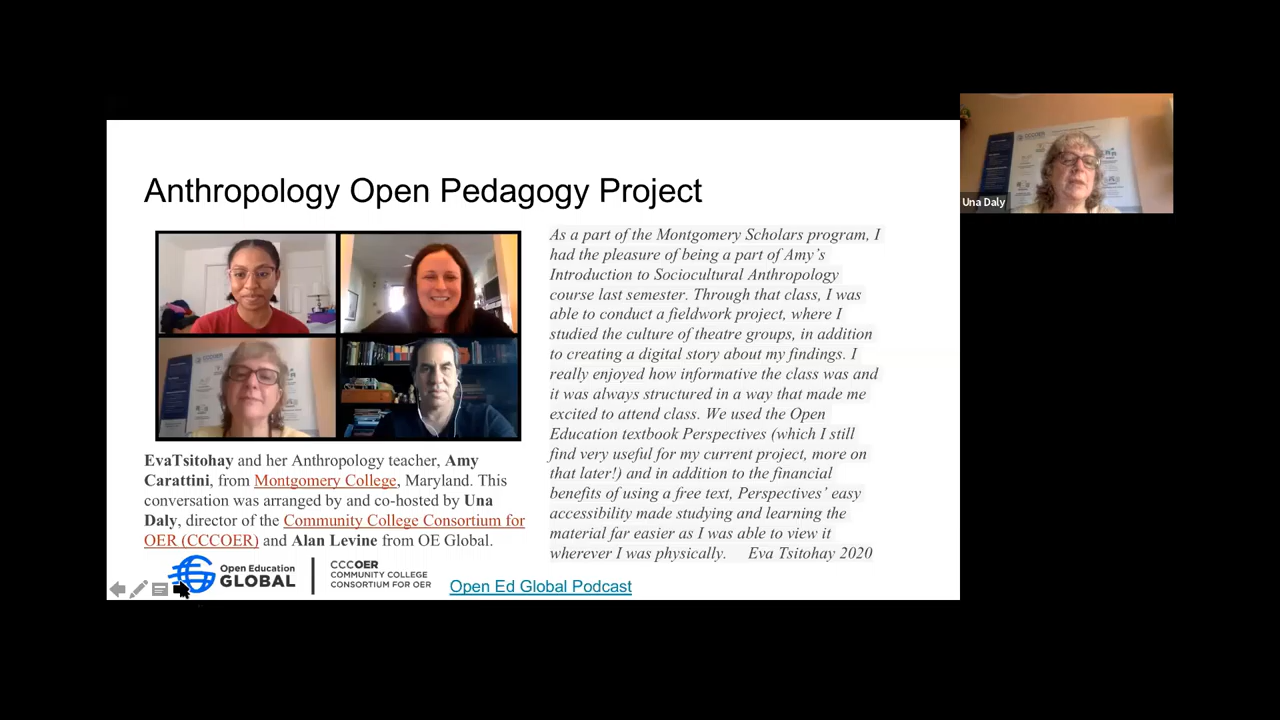 Anthropology Open Pedagogy Project
As a part of the Montgomery Scholars program, I
had the pleasure of being a part of Amy's
Introduction to Sociocultural Anthropology
course last semester. Through that class, I was
able to conduct a fieldwork project, where I
studied the culture of theatre groups, in addition
to creating a digital story about my findings. I
really enjoyed how informative the class was and
it was always structured in a way that made me
excited to attend class. We used the Open
Education textbook Perspectives (which I still
find very useful for my current project, more on
that later!) and in addition to the financial
benefits of using a free text, Perspectives' easy
accessibility made studying and learning the
material far easier as I was able to view it
wherever I was physically. Eva Tsitohay 2020
EvaTsitohay and her Anthropology teacher, Amy
Carattini, from Montgomery College, Maryland. This
conversation was arranged by and co-hosted by Una
Daly, director of the Community College Consortium for
OER (CCCOER) and Alan Levine from OE Global.
Open Education
GLOBAL
CCCOER
COMMUNITY COLLEGE
CONSORTIUM FOR OER
Open Ed Global Podcast
Una Daly
CCCOER